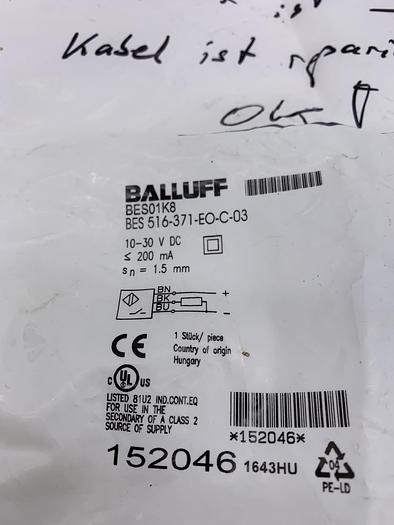 ist
Kabel ist
OK
BALLUFF
BES01K8
BES 516-371-EO-C-03
10-30 V DC
≤ 200 mA
sn = 1.5 mm
BN +
BK
BU -
CE
1 Stück/ piece
Country of origin
Hungary
c UL US
LISTED 81U2 IND.CONT.EQ
FOR USE IN THE
SECONDARY OF A CLASS 2
SOURCE OF SUPPLY
*152046*
152046 1643HU
04
PE-LD